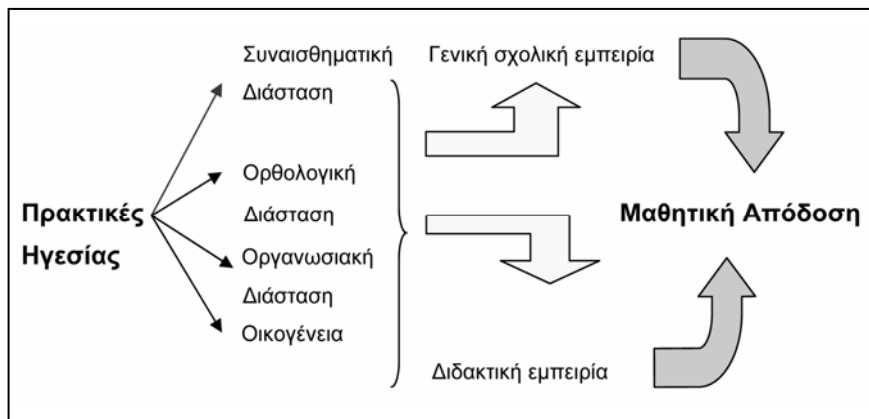 Συναισθηματική
Διάσταση
Ορθολογική
Διάσταση
Οργανωσιακή
Διάσταση
Οικογένεια
Πρακτικές
Ηγεσίας
Γενική σχολική εμπειρία
Μαθητική Απόδοση
Διδακτική εμπειρία